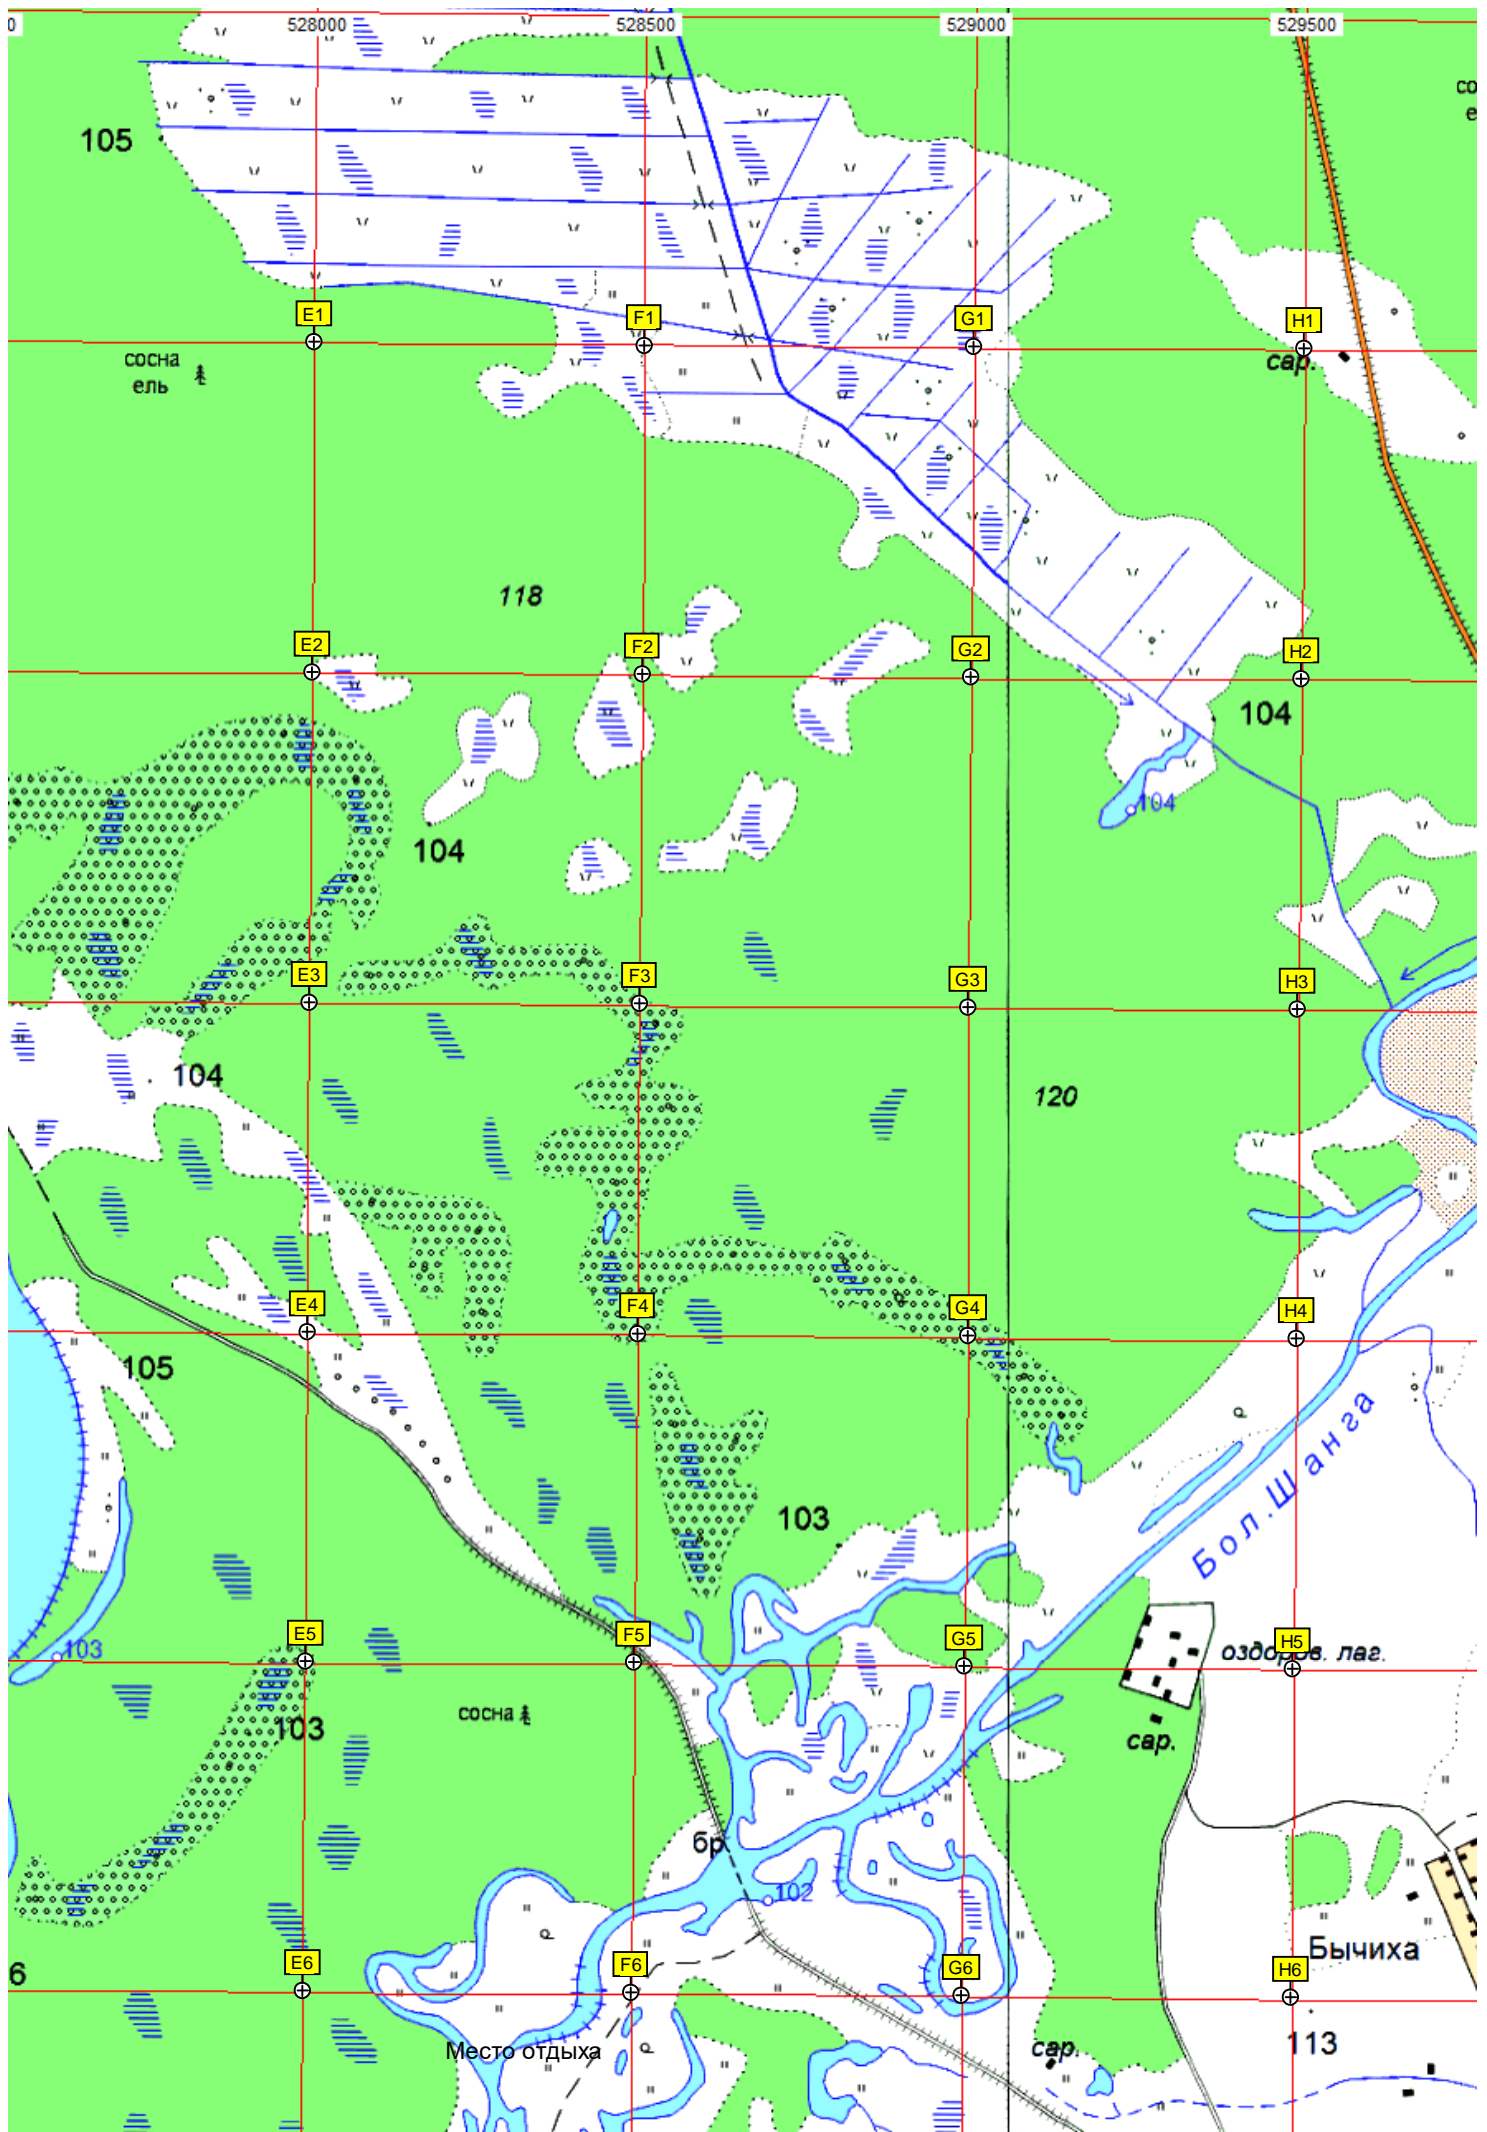 0 528000 528500 529000 529500
со
е
105
E1 F1 G1 H1
сосна
ель
сар.
118
E2 F2 G2 H2
104
104
104
E3 F3 G3 H3
104
120
E4 F4 G4 H4
105
Бол. Шанга
103
E5 F5 G5 H5
103
оздоров. лаг.
сосна
103
сар.
бр
102
Бычиха
6
E6 F6 G6 H6
113
Место отдыха
сар.